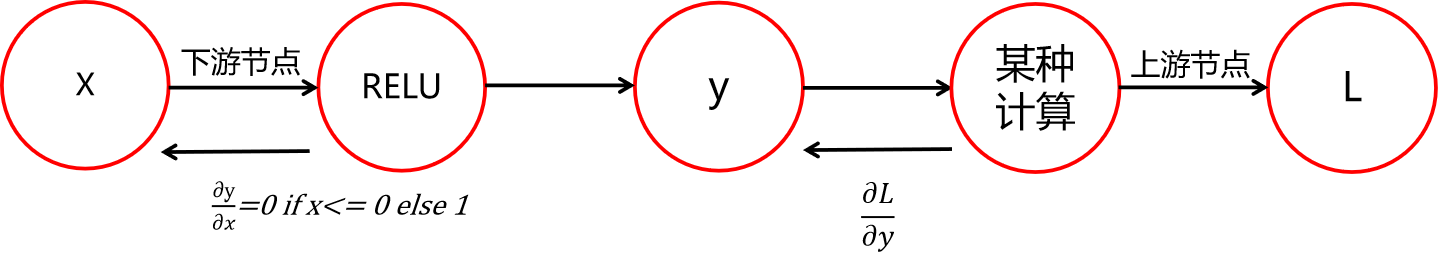 X
下游节点
RELU
y
某种
计算
上游节点
L
∂y/∂x=0 if x<= 0 else 1
∂L/∂y